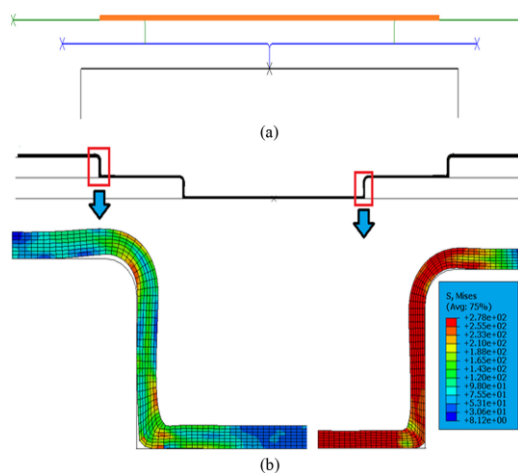 (a)
S, Mises
(Avg: 75%)
+2.78e+02
+2.55e+02
+2.33e+02
+2.10e+02
+1.88e+02
+1.65e+02
+1.43e+02
+1.20e+02
+9.80e+01
+7.55e+01
+5.31e+01
+3.06e+01
+8.12e+00
(b)